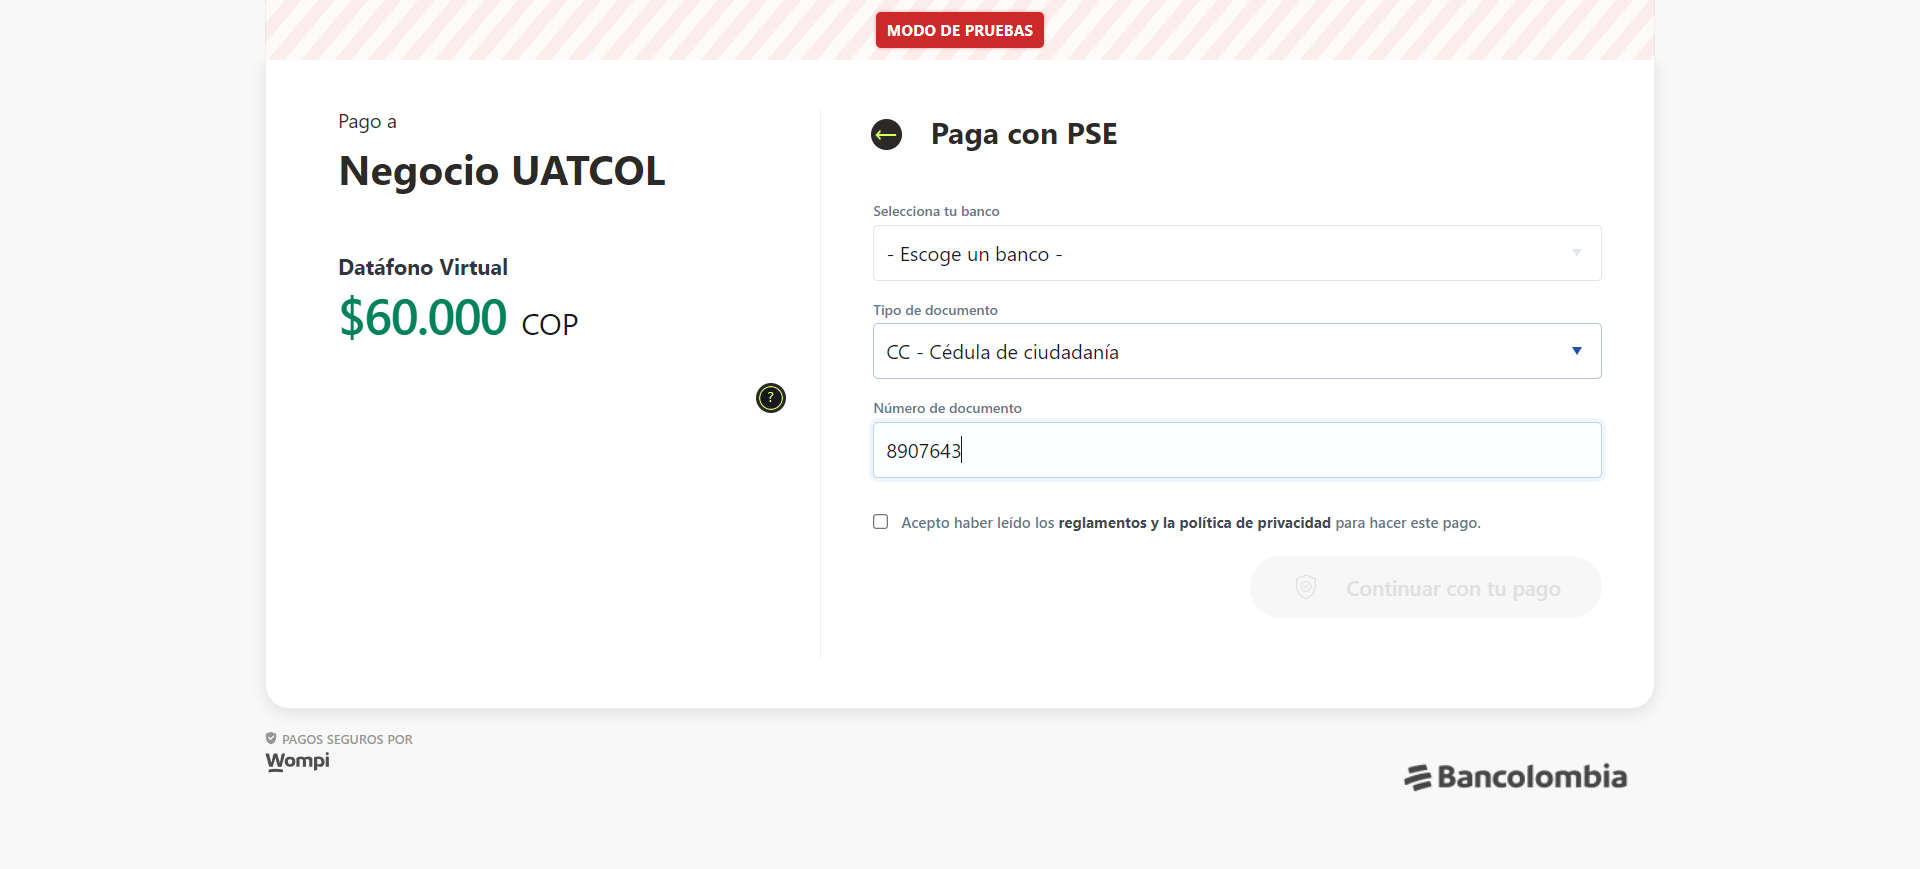 MODO DE PRUEBAS
Pago a
Negocio UATCOL
Datáfono Virtual
$60.000 COP
?
Paga con PSE
Selecciona tu banco
- Escoge un banco -
Tipo de documento
CC - Cédula de ciudadanía
Número de documento
8907643
Acepto haber leído los reglamentos y la política de privacidad para hacer este pago.
Continuar con tu pago
PAGOS SEGUROS POR
Wompi
Bancolombia